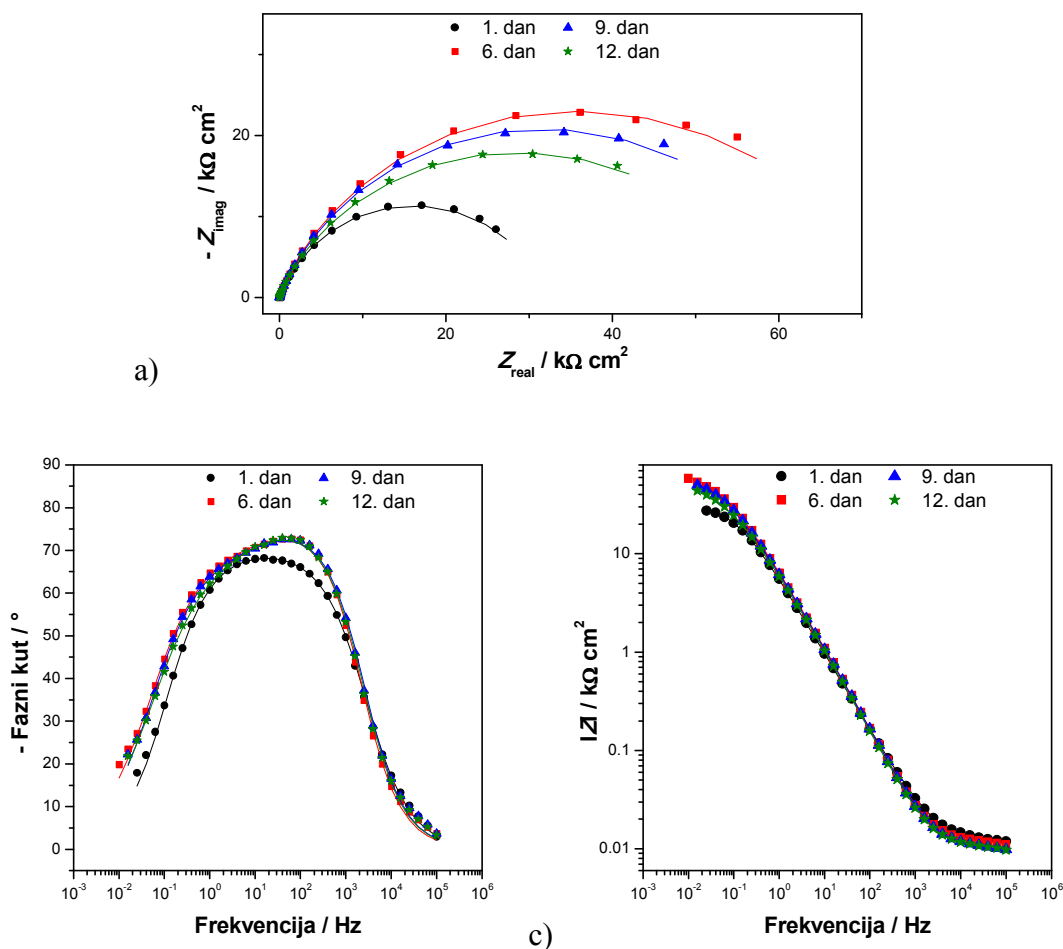 1. dan 9. dan
6. dan 12. dan
20
0
- Zimag / kΩ cm²
0 20 40 60
Zreal / kΩ cm²
a)
1. dan 9. dan
6. dan 12. dan
90
80
70
60
50
40
30
20
10
0
- Fazni kut / °
10⁻³ 10⁻² 10⁻¹ 10⁰ 10¹ 10² 10³ 10⁴ 10⁵ 10⁶
Frekvencija / Hz
c)
1. dan 9. dan
6. dan 12. dan
10
1
0.1
0.01
|Z| / kΩ cm²
10⁻³ 10⁻² 10⁻¹ 10⁰ 10¹ 10² 10³ 10⁴ 10⁵ 10⁶
Frekvencija / Hz